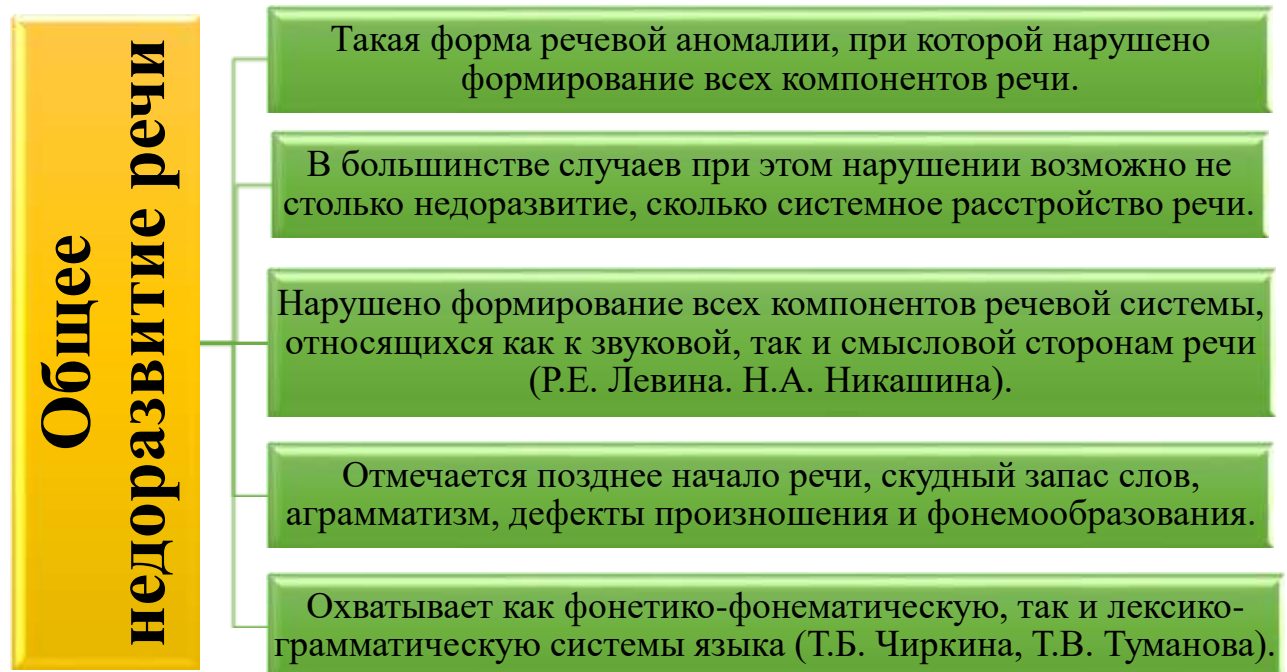 Общее
недоразвитие речи
Такая форма речевой аномалии, при которой нарушено
формирование всех компонентов речи.
В большинстве случаев при этом нарушении возможно не
столько недоразвитие, сколько системное расстройство речи.
Нарушено формирование всех компонентов речевой системы,
относящихся как к звуковой, так и смысловой сторонам речи
(Р.Е. Левина. Н.А. Никашина).
Отмечается позднее начало речи, скудный запас слов,
аграмматизм, дефекты произношения и фонемообразования.
Охватывает как фонетико-фонематическую, так и лексико-
грамматическую системы языка (Т.Б. Чиркина, Т.В. Туманова).